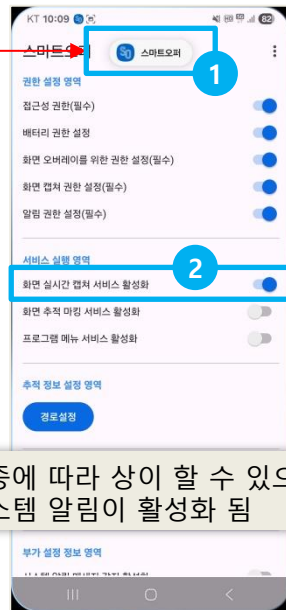 KT 10:09
82
스마트오퍼
스마트오퍼
1
권한 설정 영역
접근성 권한(필수)
배터리 권한 설정
화면 오버레이를 위한 권한 설정(필수)
화면 캡쳐 권한 설정(필수)
알림 권한 설정(필수)
서비스 실행 영역
2
화면 실시간 캡쳐 서비스 활성화
화면 추적 마킹 서비스 활성화
프로그램 메뉴 서비스 활성화
추적 정보 설정 영역
경로설정
종에 따라 상이 할 수 있으
스템 알림이 활성화 됨
부가 설정 정보 영역